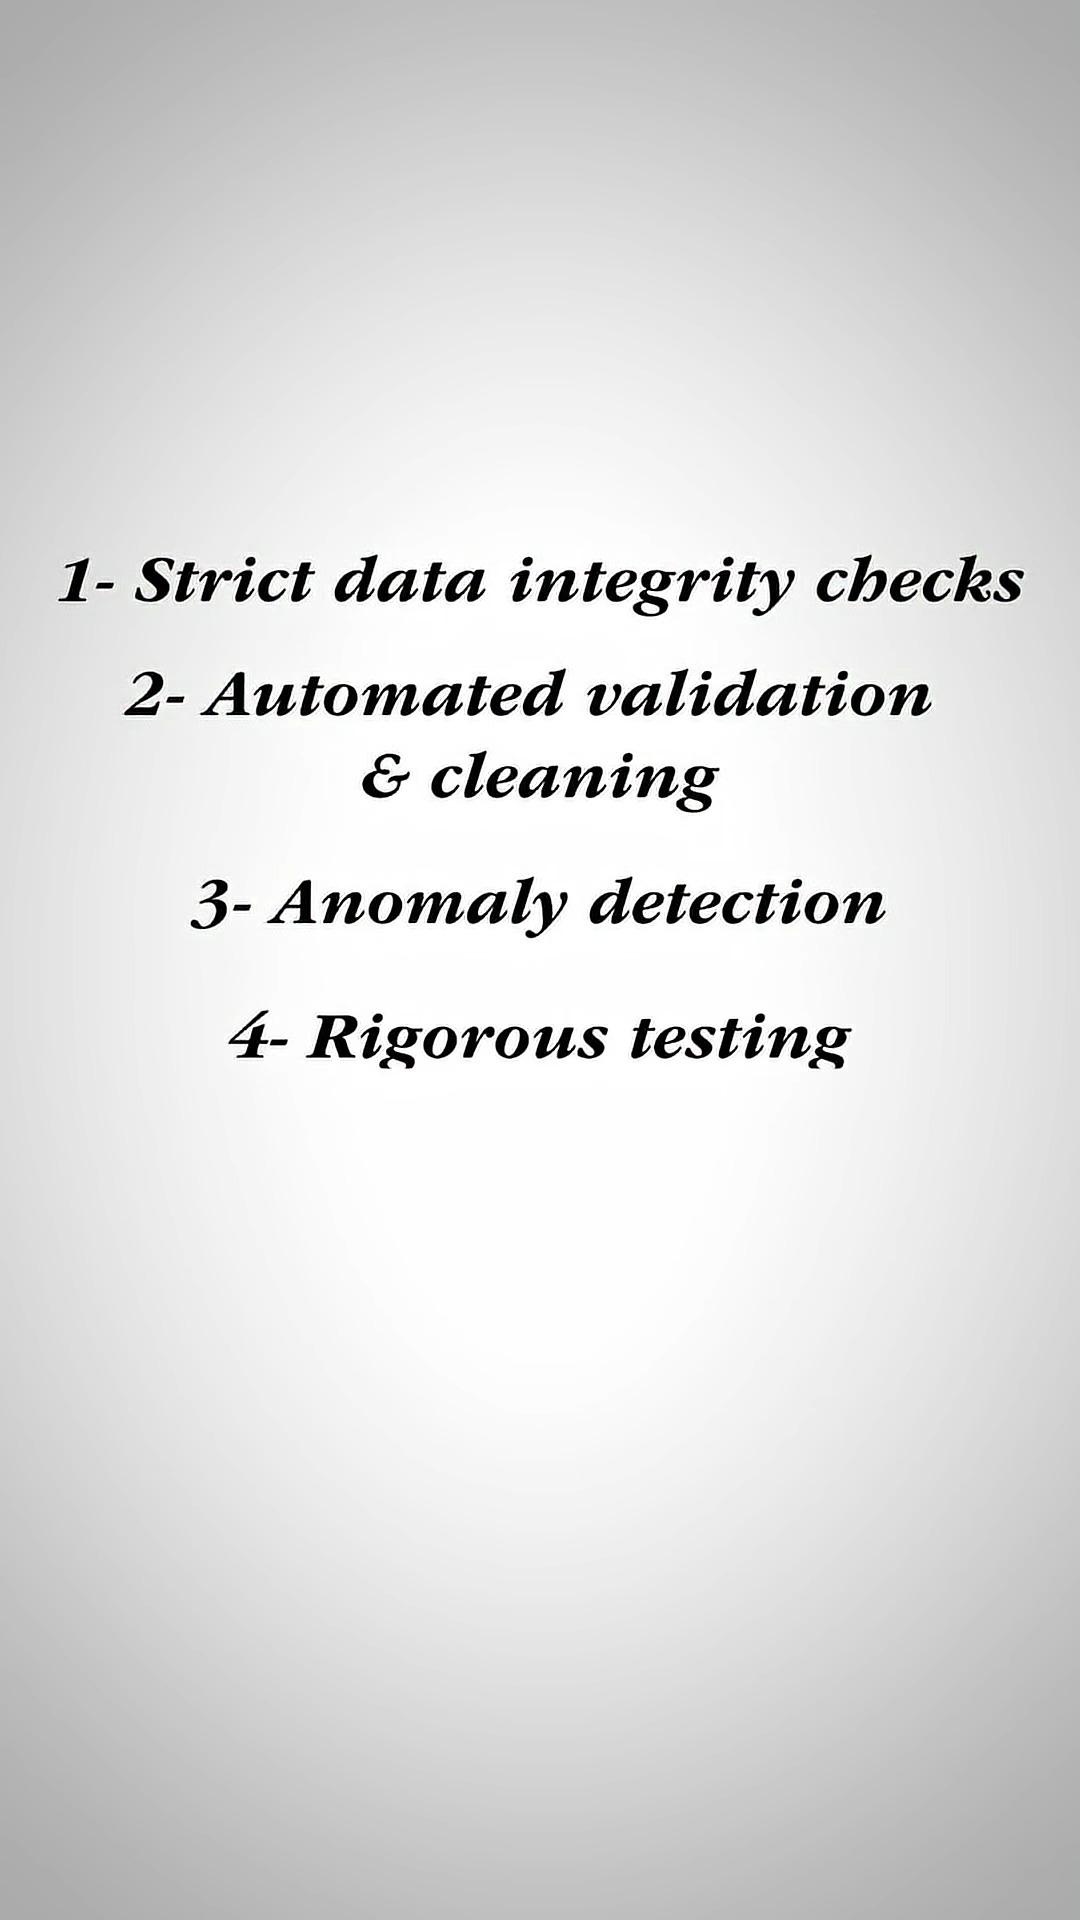 1- Strict data integrity checks
2- Automated validation
& cleaning
3- Anomaly detection
4- Rigorous testing